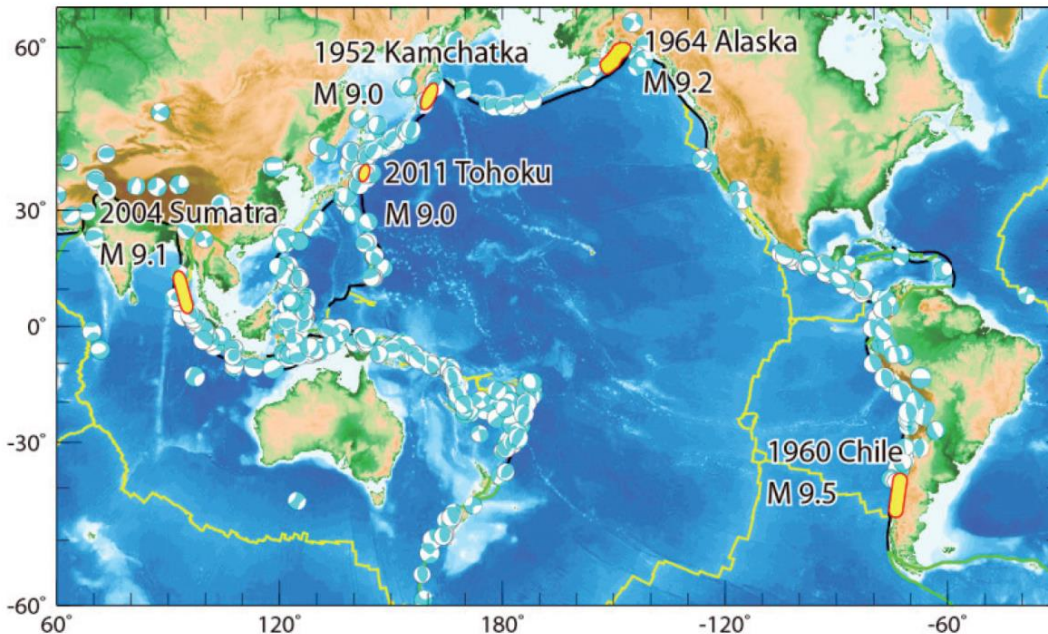 60°
30°
0°
-30°
-60°
1952 Kamchatka
M 9.0
1964 Alaska
M 9.2
2011 Tohoku
M 9.0
2004 Sumatra
M 9.1
1960 Chile
M 9.5
60
120
180
-120
-60